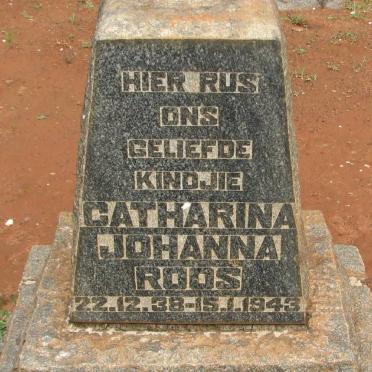 HIER RUS
ONS
GELIEFDE
KINDJIE
CATHARINA
JOHANNA
ROOS
22.12.38-15.1.1943